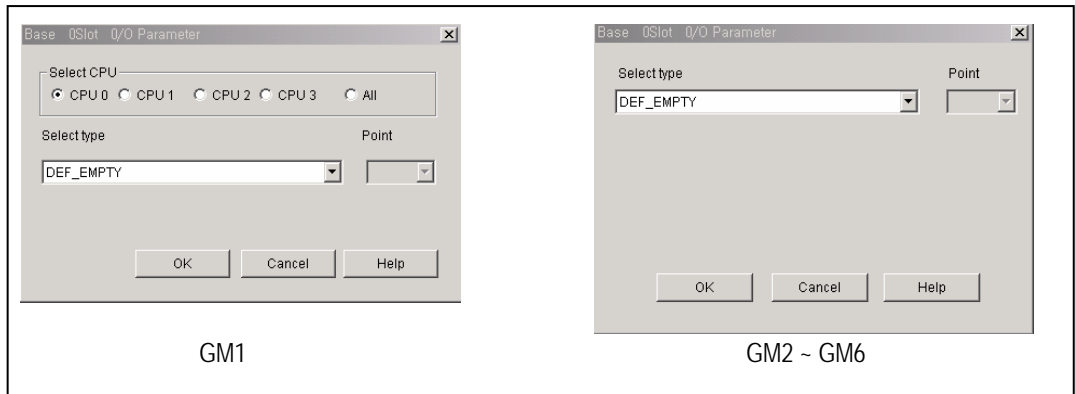 Base 0Slot 0/O Parameter
Select CPU
CPU 0 CPU 1 CPU 2 CPU 3 All
Select type Point
DEF_EMPTY
OK Cancel Help
GM1
Base 0Slot 0/O Parameter
Select type Point
DEF_EMPTY
OK Cancel Help
GM2 ~ GM6